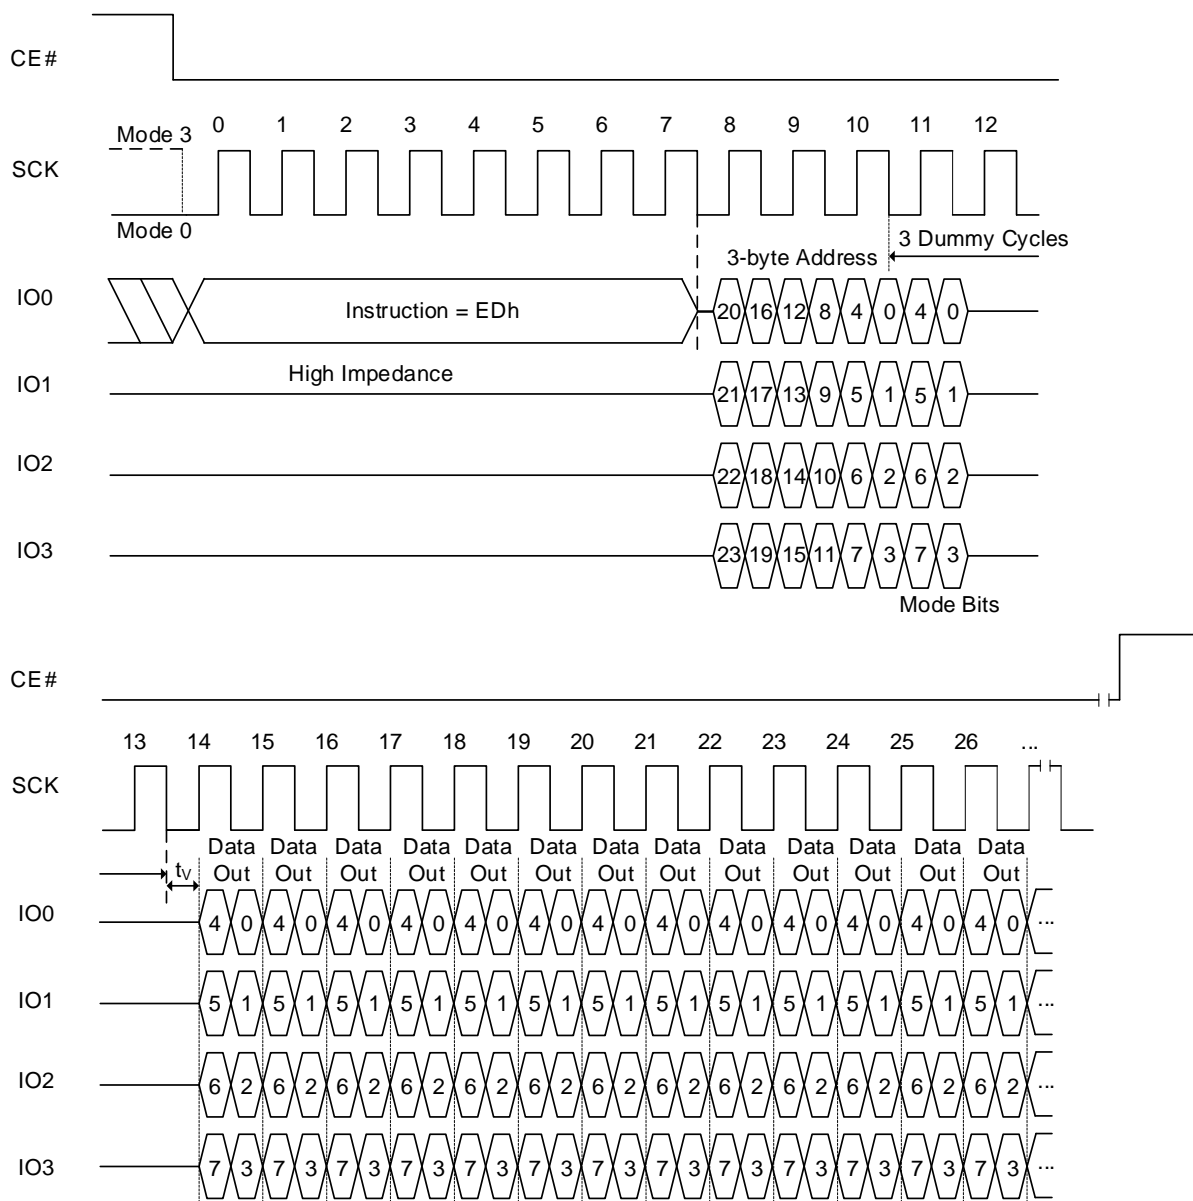 CE#
0 1 2 3 4 5 6 7 8 9 10 11 12
Mode 3
SCK
Mode 0
3 Dummy Cycles
3-byte Address
IO0
Instruction = EDh
20 16 12 8 4 0 4 0
High Impedance
IO1
21 17 13 9 5 1 5 1
IO2
22 18 14 10 6 2 6 2
IO3
23 19 15 11 7 3 7 3
Mode Bits
CE#
13 14 15 16 17 18 19 20 21 22 23 24 25 26 ...
SCK
Data Data Data Data Data Data Data Data Data Data Data Data Data
tV Out Out Out Out Out Out Out Out Out Out Out Out Out
IO0
4 0 4 0 4 0 4 0 4 0 4 0 4 0 4 0 4 0 4 0 4 0 4 0 4 0 ...
IO1
5 1 5 1 5 1 5 1 5 1 5 1 5 1 5 1 5 1 5 1 5 1 5 1 5 1 ...
IO2
6 2 6 2 6 2 6 2 6 2 6 2 6 2 6 2 6 2 6 2 6 2 6 2 6 2 ...
IO3
7 3 7 3 7 3 7 3 7 3 7 3 7 3 7 3 7 3 7 3 7 3 7 3 7 3 ...